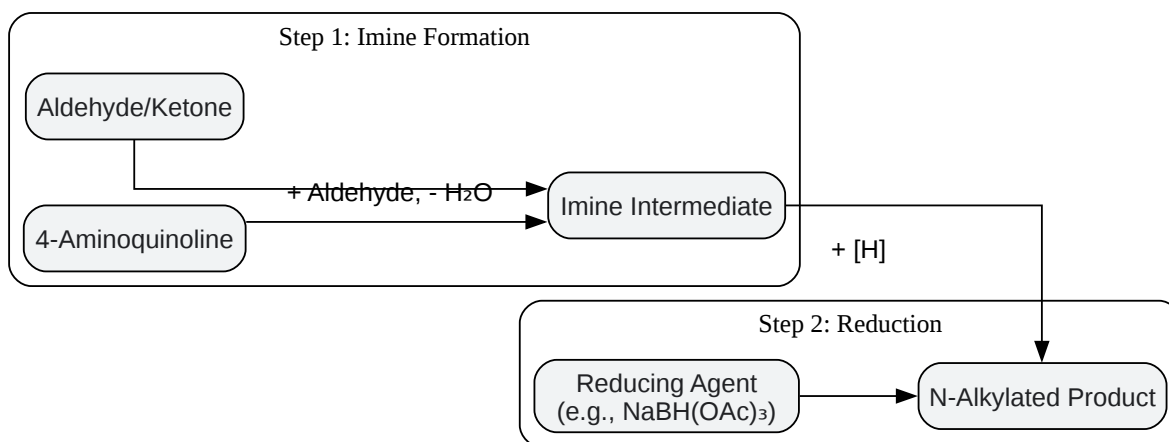 Step 1: Imine Formation
Aldehyde/Ketone
+ Aldehyde, - H₂O
4-Aminoquinoline
Imine Intermediate
+ [H]
Step 2: Reduction
Reducing Agent
(e.g., NaBH(OAc)₃)
N-Alkylated Product